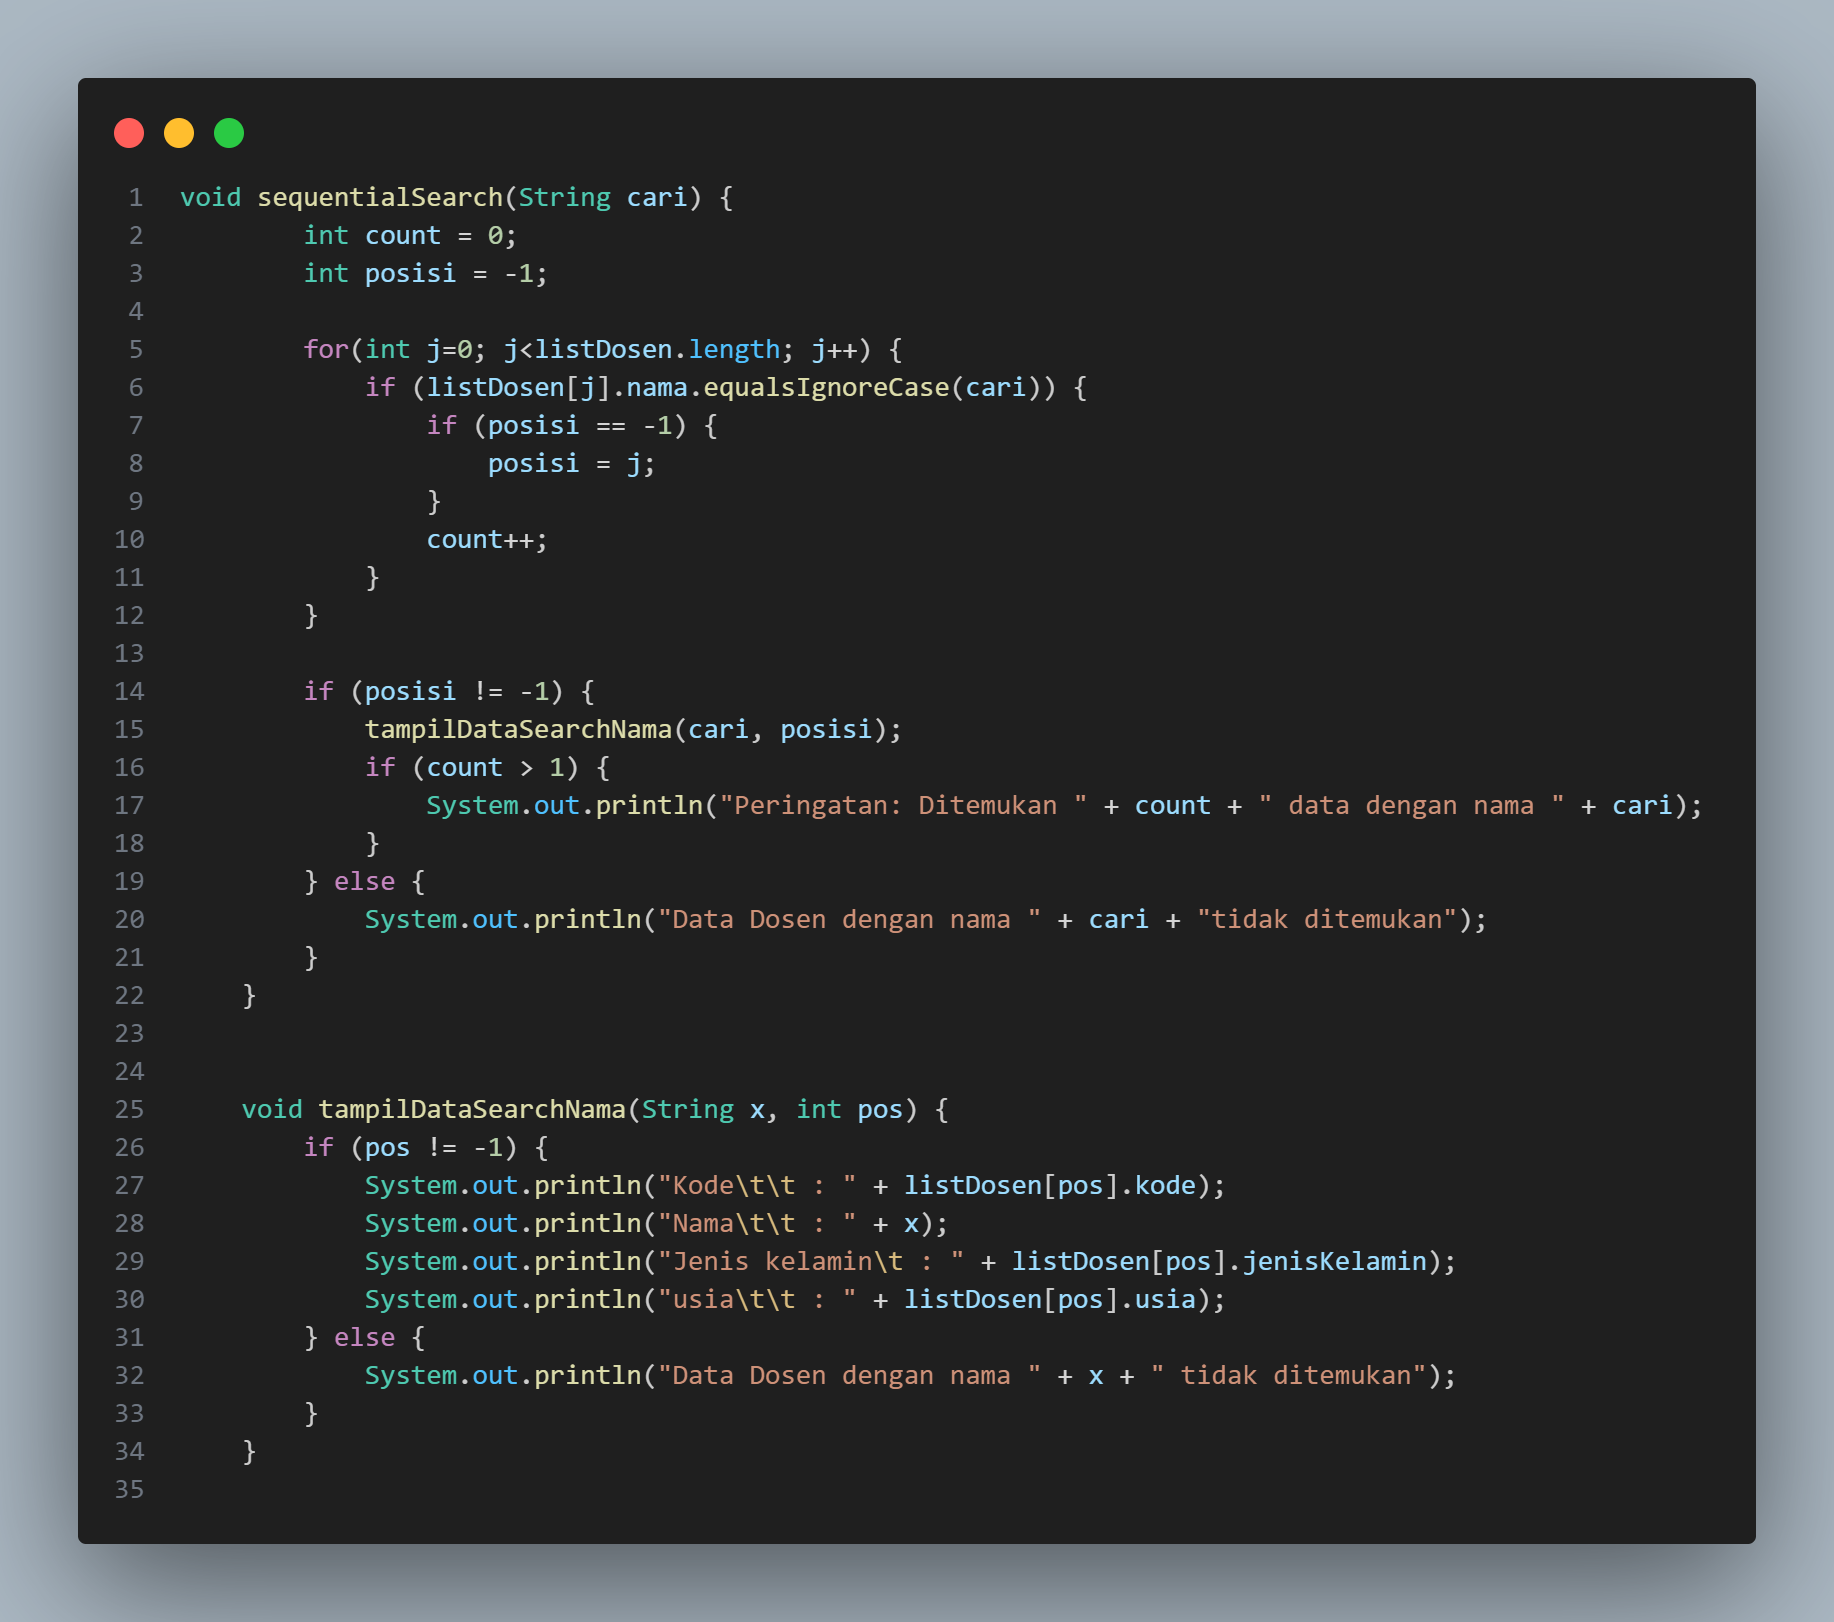 1 void sequentialSearch(String cari) {
2         int count = 0;
3         int posisi = -1;
4
5         for(int j=0; j<listDosen.length; j++) {
6             if (listDosen[j].nama.equalsIgnoreCase(cari)) {
7                 if (posisi == -1) {
8                     posisi = j;
9                 }
10                 count++;
11             }
12         }
13
14         if (posisi != -1) {
15             tampilDataSearchNama(cari, posisi);
16             if (count > 1) {
17                 System.out.println("Peringatan: Ditemukan " + count + " data dengan nama " + cari);
18             }
19         } else {
20             System.out.println("Data Dosen dengan nama " + cari + "tidak ditemukan");
21         }
22     }
23
24
25     void tampilDataSearchNama(String x, int pos) {
26         if (pos != -1) {
27             System.out.println("Kode\t\t : " + listDosen[pos].kode);
28             System.out.println("Nama\t\t : " + x);
29             System.out.println("Jenis kelamin\t : " + listDosen[pos].jenisKelamin);
30             System.out.println("usia\t\t : " + listDosen[pos].usia);
31         } else {
32             System.out.println("Data Dosen dengan nama " + x + " tidak ditemukan");
33         }
34     }
35